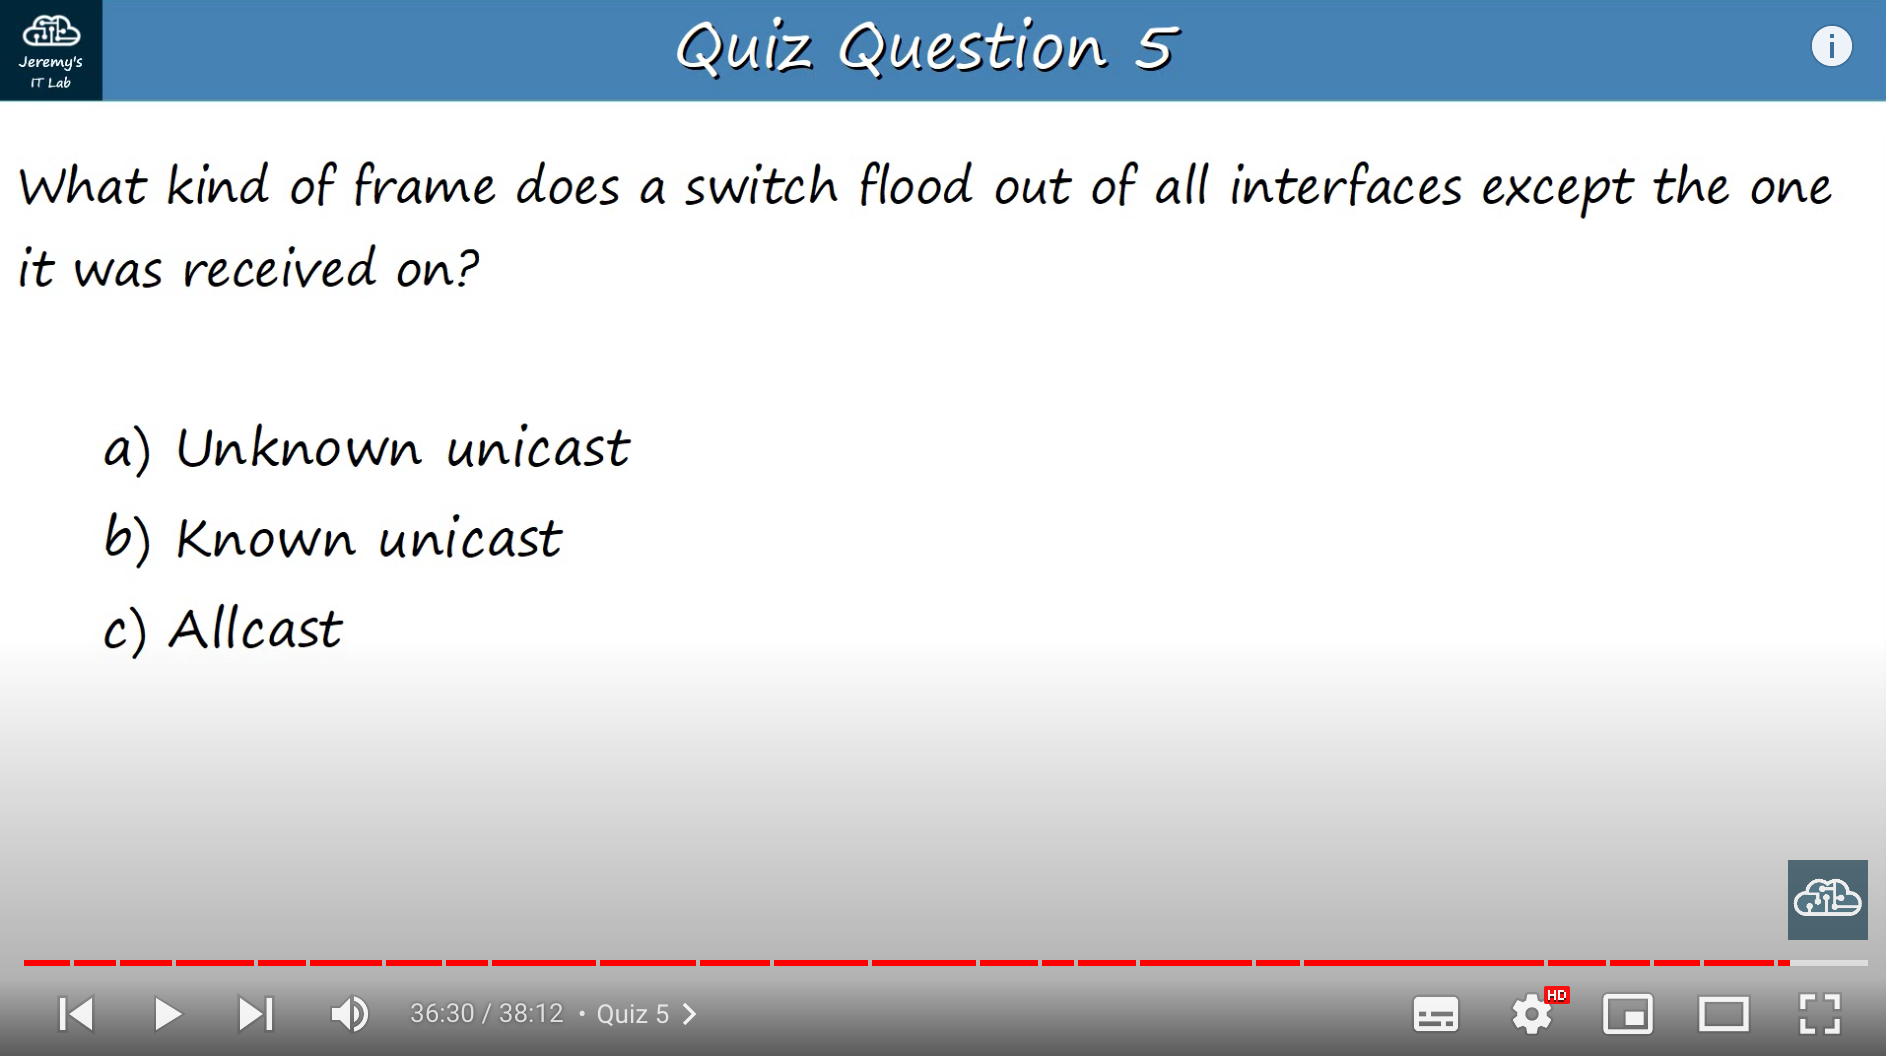 Jeremy's
IT Lab
Quiz Question 5
i
What kind of frame does a switch flood out of all interfaces except the one
it was received on?
a) Unknown unicast
b) Known unicast
c) Allcast
36:30 / 38:12 • Quiz 5
HD